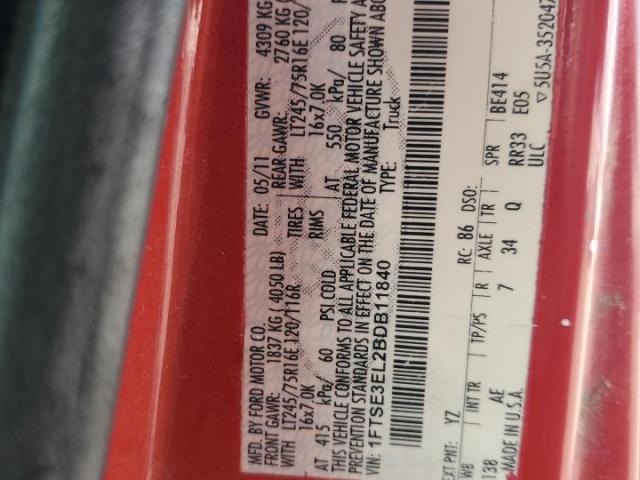 MFD. BY FORD MOTOR CO.
DATE: 05/11 GVWR: 4309 KG
FRONT GAWR: 1837 KG ( 4050 LB) REAR GAWR: 2760 KG (
LT245/75R16E 120/116R TIRES WITH LT245/75R16E 120/
16x7.0K RIMS 16x7.0K
AT 415 kPa/ 60 PSI, COLD AT 550 kPa/ 80
THIS VEHICLE CONFORMS TO ALL APPLICABLE FEDERAL MOTOR VEHICLE SAFETY A
PREVENTION STANDARDS IN EFFECT ON THE DATE OF MANUFACTURE SHOWN ABO
VIN: 1FTSE3EL2BDB11840 TYPE: Truck
EXT PNT: YZ RC: 86 DSO:
WB INT TR TP/PS R AXLE TR SPR BE414
138 AE 7 34 Q RR33 E05
MADE IN U.S.A. ULC ▽ 5U5A-352047